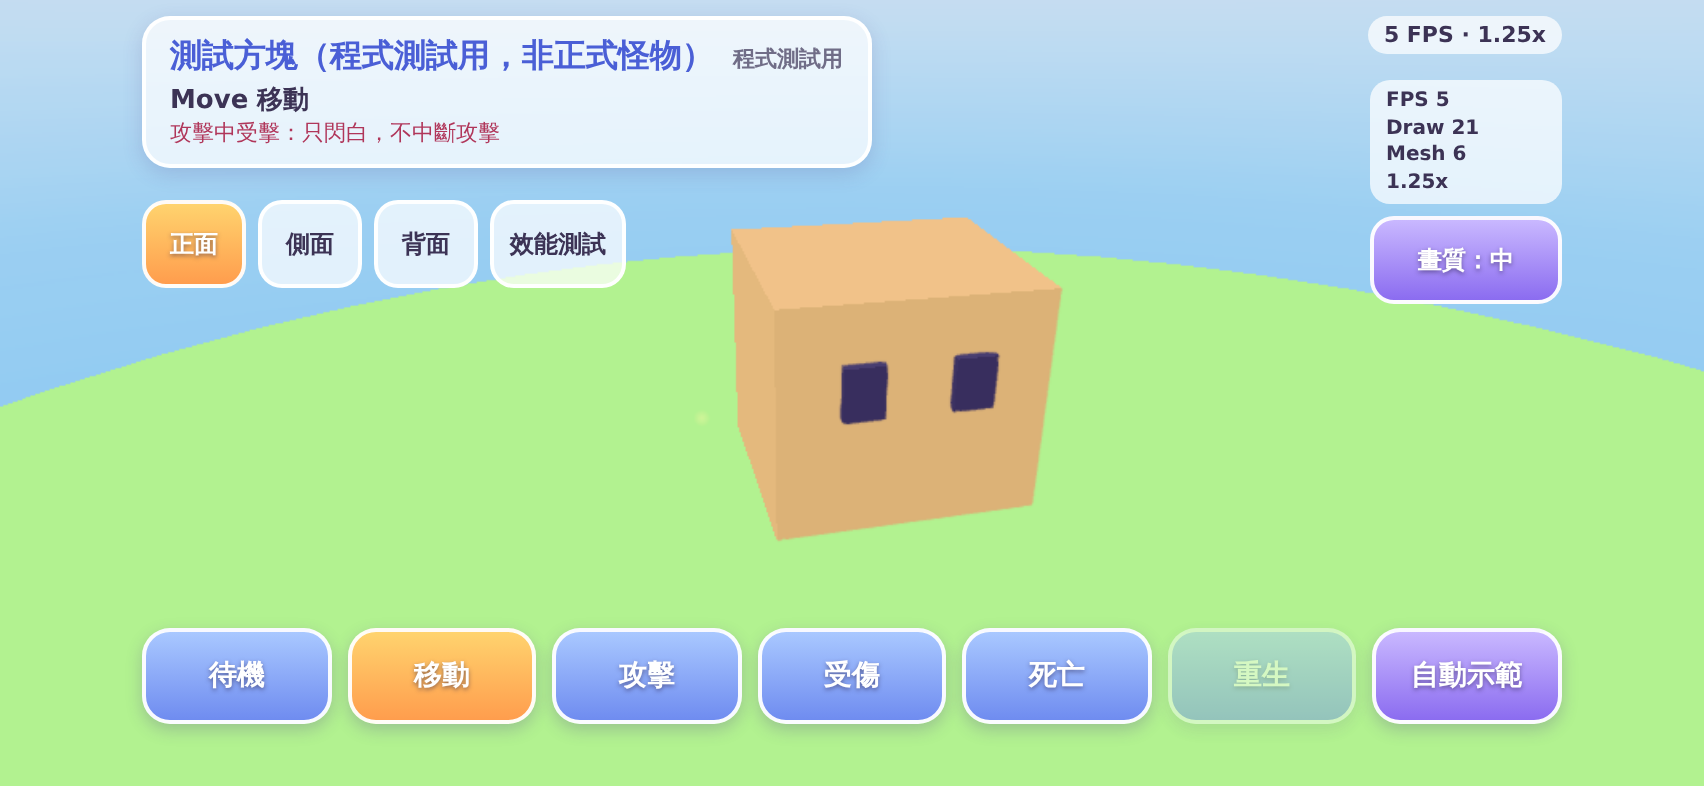 測試方塊（程式測試用，非正式怪物） 程式測試用
Move 移動
攻擊中受擊：只閃白，不中斷攻擊
5 FPS · 1.25x
FPS 5
Draw 21
Mesh 6
1.25x
正面 側面 背面 效能測試
畫質：中
待機 移動 攻擊 受傷 死亡 重生 自動示範